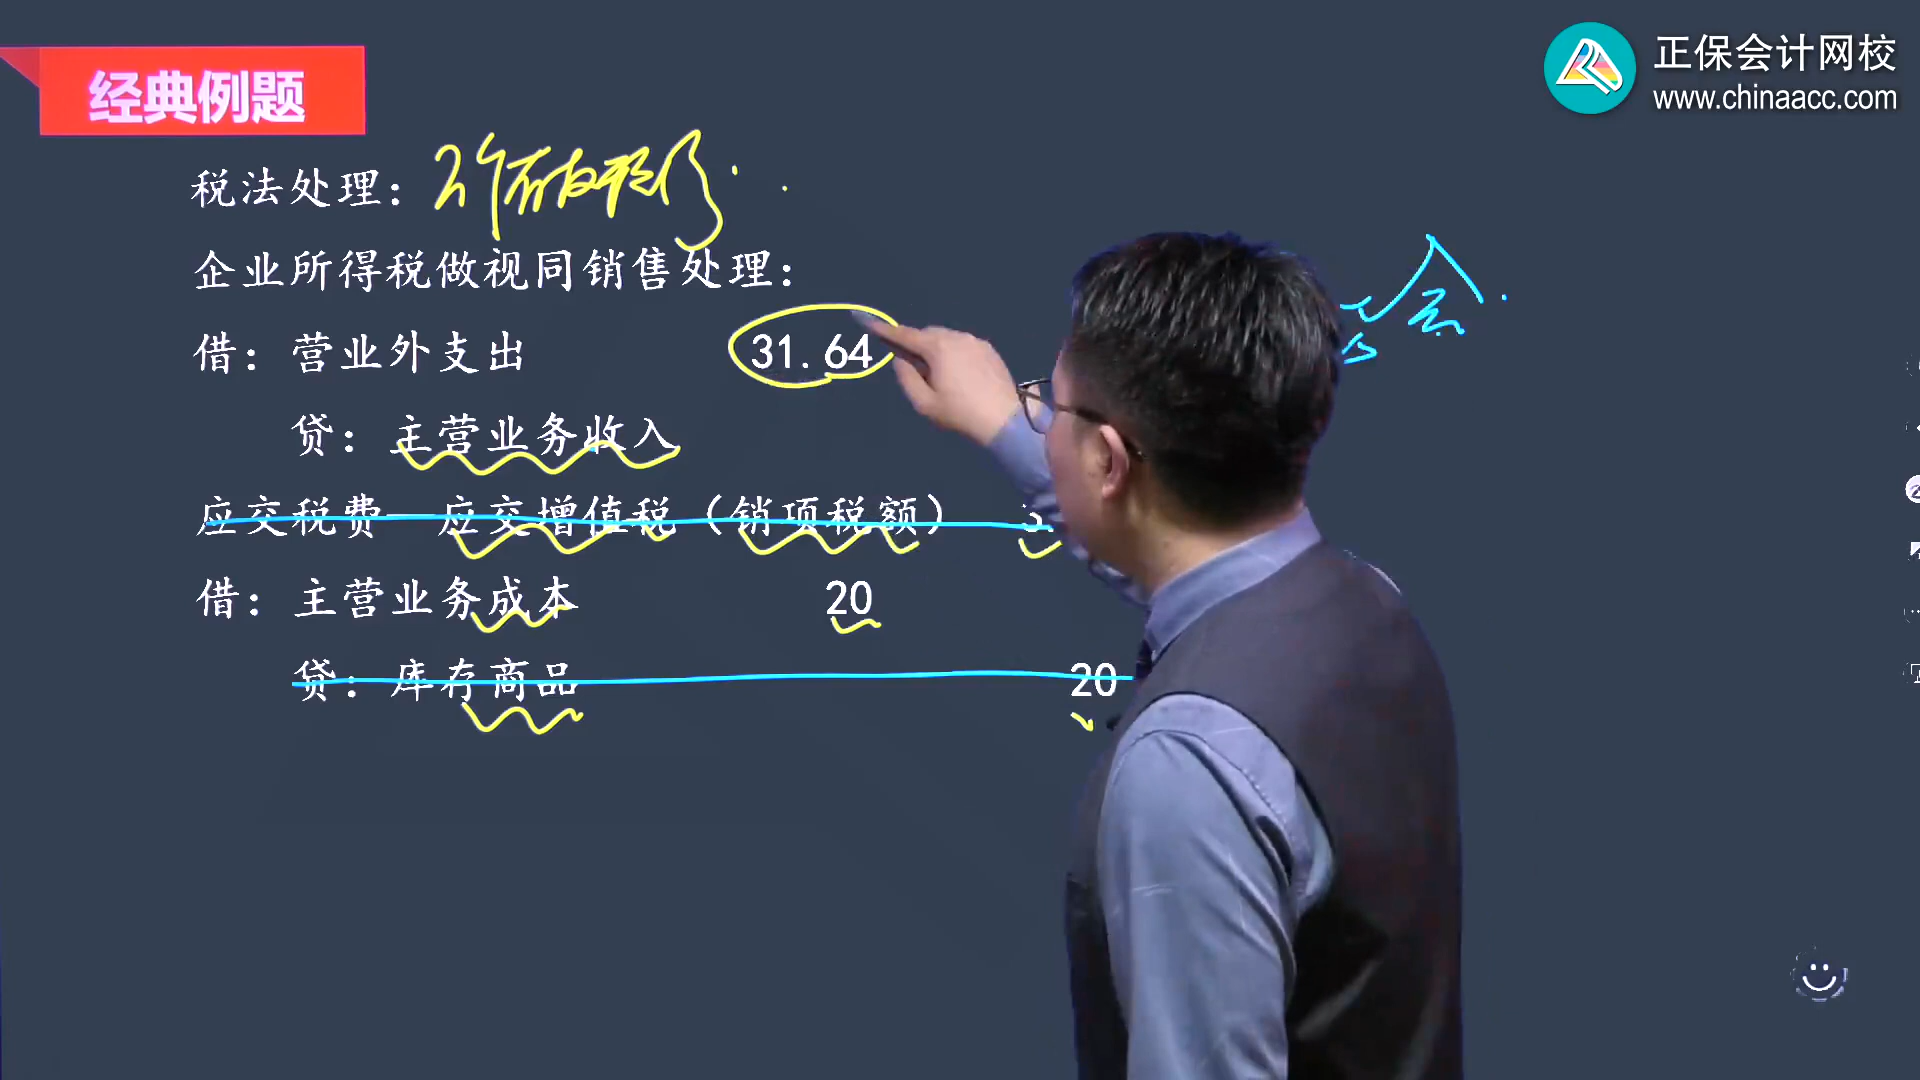 正保会计网校
www.chinaacc.com
经典例题
税法处理：
企业所得税做视同销售处理：
借：营业外支出 31.64
贷：主营业务收入
应交税费—应交增值税（销项税额）
借：主营业务成本 20
贷：库存商品 20